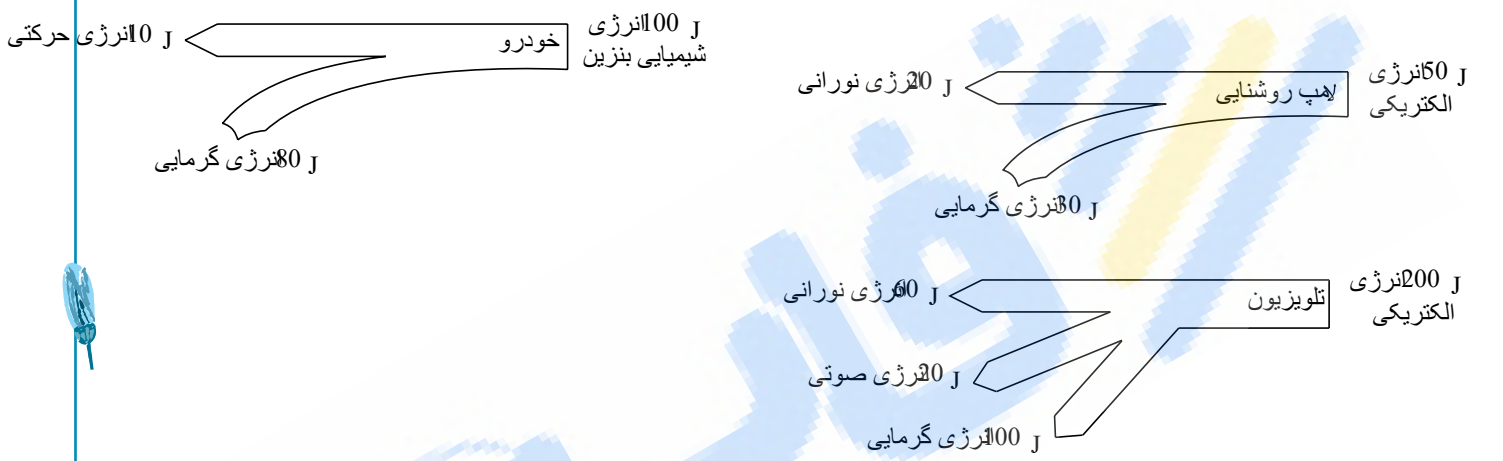 J 50 انرژی
الکتریکی
لامپ روشنایی
J 20 انرژی نورانی
J 30 انرژی گرمایی
J 200 انرژی
الکتریکی
تلویزیون
J 60 انرژی نورانی
J 20 انرژی صوتی
J 100 انرژی گرمایی
J 100 انرژی
شیمیایی بنزین
خودرو
J 10 انرژی حرکتی
J 80 انرژی گرمایی